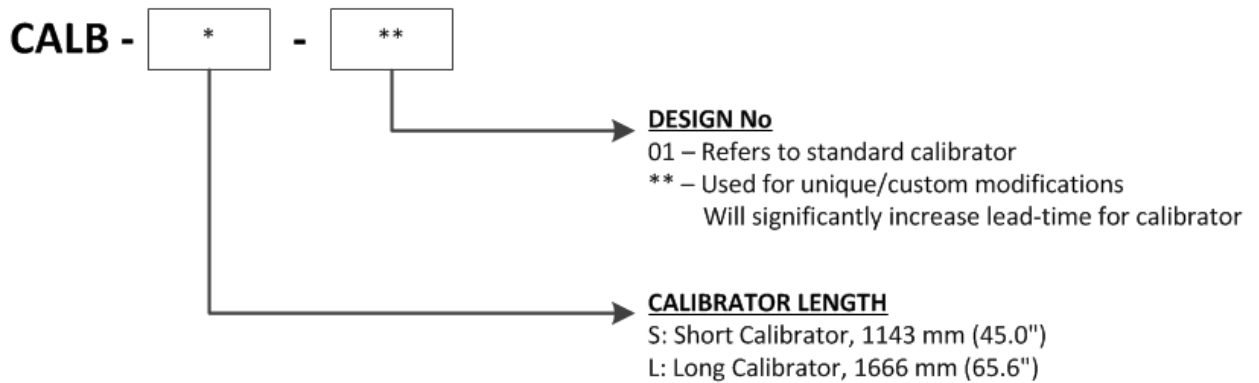 CALB - * - **
DESIGN No
01 – Refers to standard calibrator
** – Used for unique/custom modifications
Will significantly increase lead-time for calibrator
CALIBRATOR LENGTH
S: Short Calibrator, 1143 mm (45.0")
L: Long Calibrator, 1666 mm (65.6")